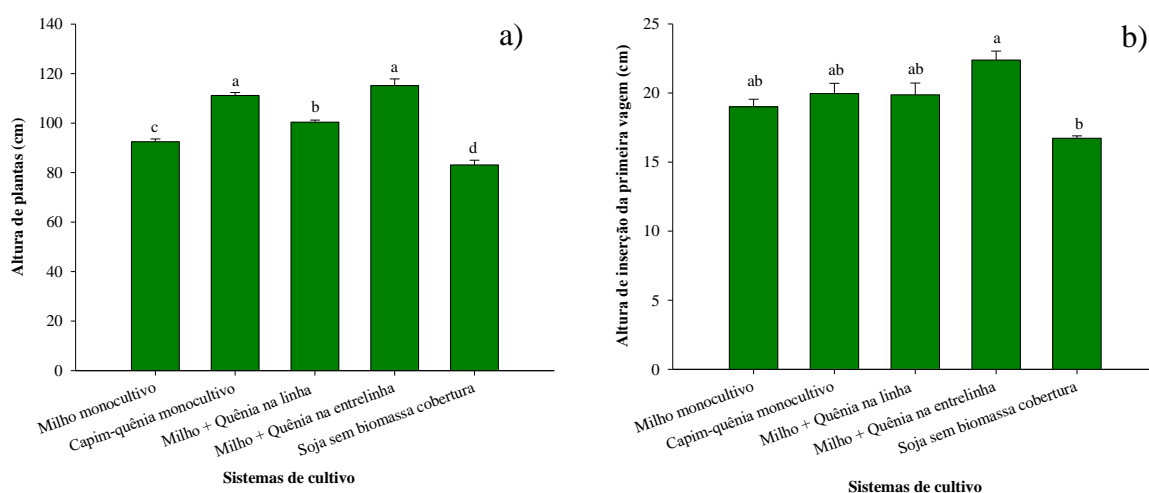 a)
Altura de plantas (cm)
140
120
100
80
60
40
20
0
c
a
b
a
d
Milho monocultivo
Capim-quênia monocultivo
Milho + Quênia na linha
Milho + Quênia na entrelinha
Soja sem biomassa cobertura
Sistemas de cultivo
b)
Altura de inserção da primeira vagem (cm)
25
20
15
10
5
0
ab
ab
ab
a
b
Milho monocultivo
Capim-quênia monocultivo
Milho + Quênia na linha
Milho + Quênia na entrelinha
Soja sem biomassa cobertura
Sistemas de cultivo